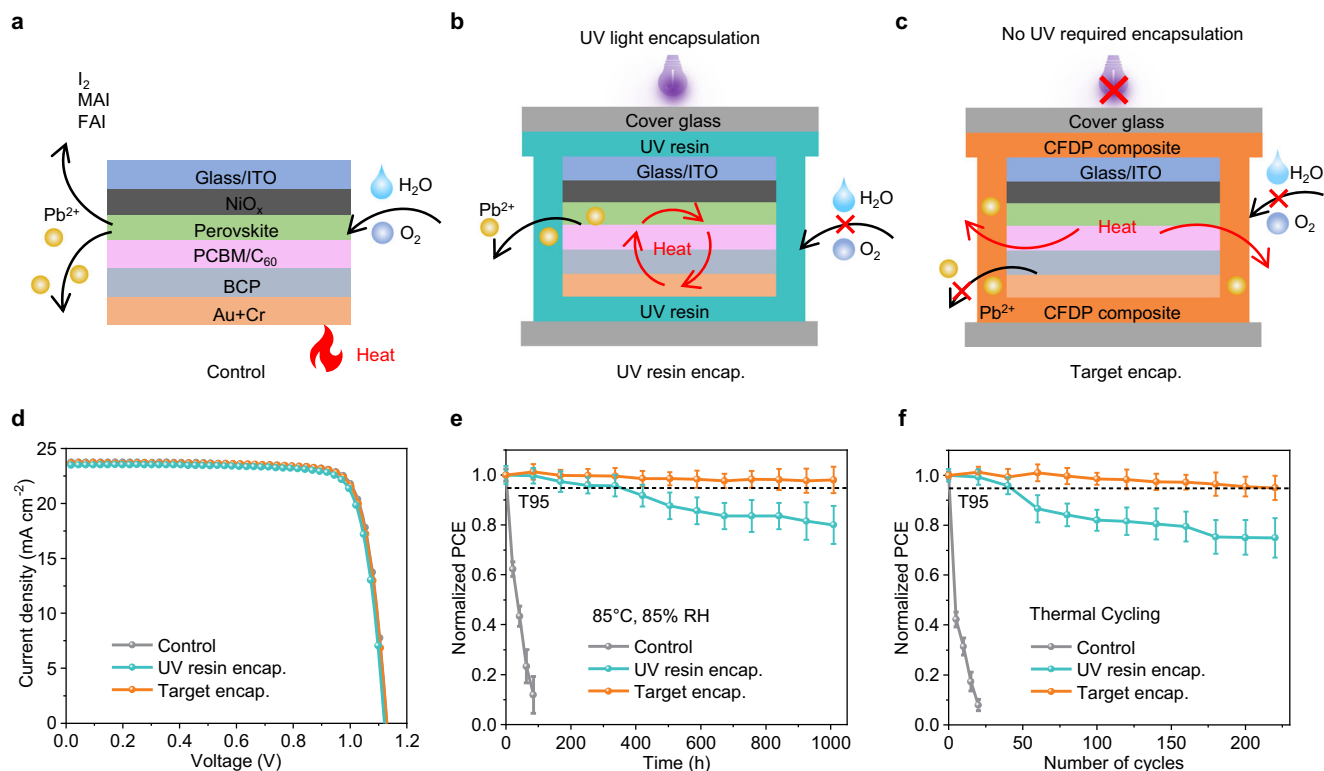 a
I₂
MAI
FAI
Pb²⁺
Glass/ITO
NiOₓ
Perovskite
PCBM/C₆₀
BCP
Au+Cr
H₂O
O₂
Heat
Control
b
UV light encapsulation
Cover glass
UV resin
Glass/ITO
Pb²⁺
Heat
H₂O
O₂
UV resin
UV resin encap.
c
No UV required encapsulation
Cover glass
CFDP composite
Glass/ITO
H₂O
O₂
Heat
Pb²⁺
CFDP composite
Target encap.
d
Current density (mA cm⁻²)
25
20
15
10
5
0
Control
UV resin encap.
Target encap.
0.0 0.2 0.4 0.6 0.8 1.0 1.2
Voltage (V)
e
Normalized PCE
1.0
0.8
0.6
0.4
0.2
0.0
T95
85°C, 85% RH
Control
UV resin encap.
Target encap.
0 200 400 600 800 1000
Time (h)
f
Normalized PCE
1.0
0.8
0.6
0.4
0.2
0.0
T95
Thermal Cycling
Control
UV resin encap.
Target encap.
0 50 100 150 200
Number of cycles